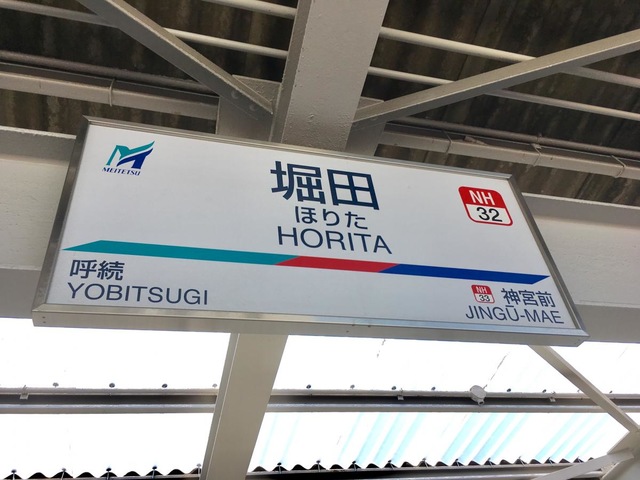 MEITETSU
堀田
ほりた
HORITA
NH
32
呼続
YOBITSUGI
NH
33
神宮前
JINGŪ-MAE